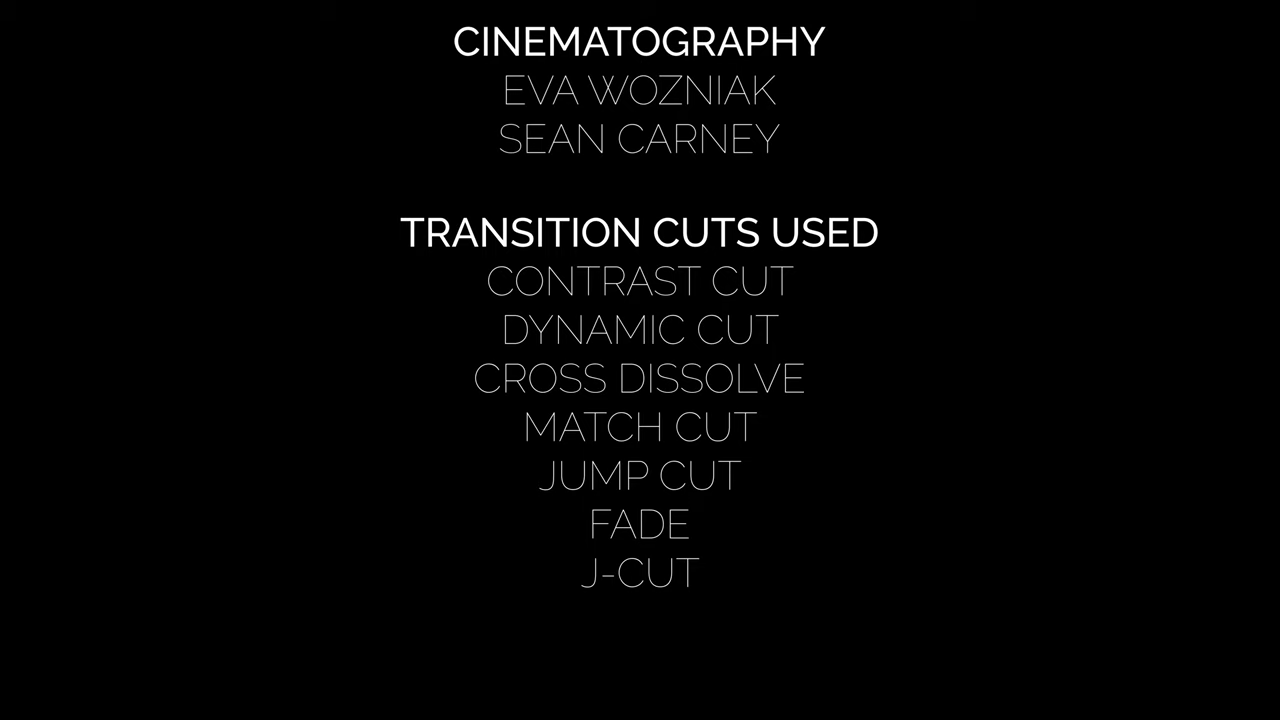 CINEMATOGRAPHY
EVA WOZNIAK
SEAN CARNEY
TRANSITION CUTS USED
CONTRAST CUT
DYNAMIC CUT
CROSS DISSOLVE
MATCH CUT
JUMP CUT
FADE
J-CUT